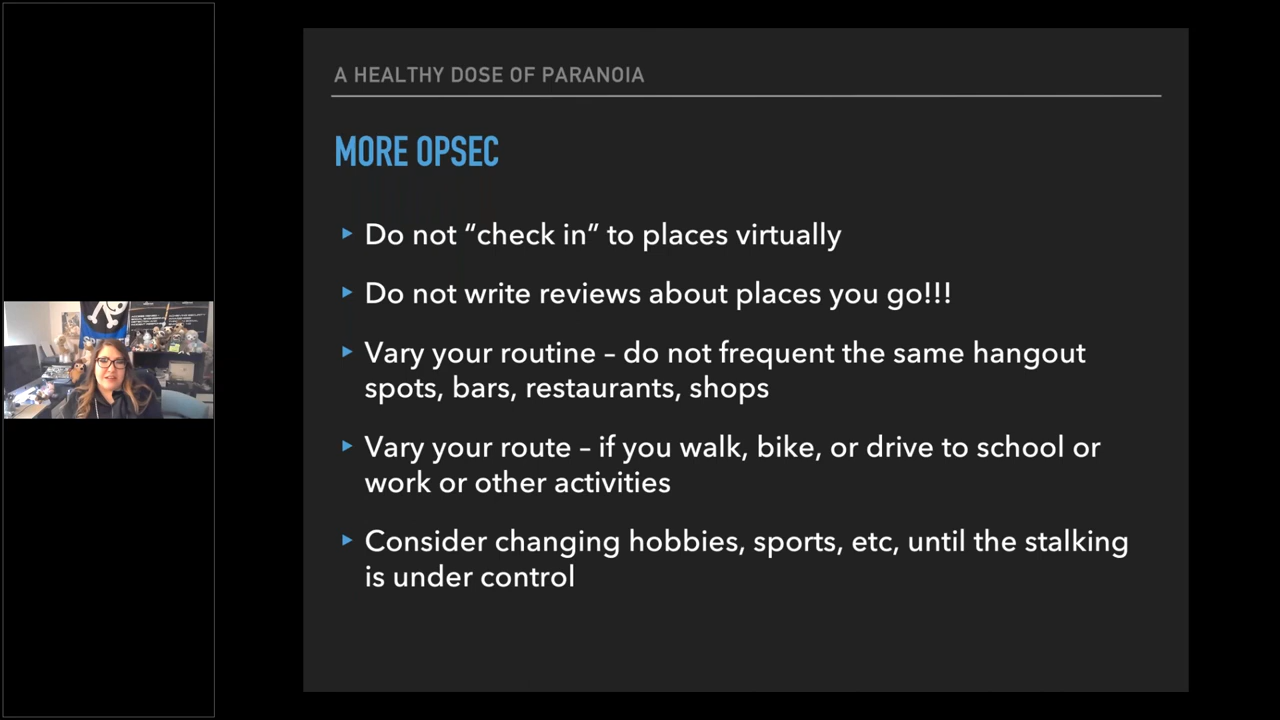 A HEALTHY DOSE OF PARANOIA
MORE OPSEC
Do not “check in” to places virtually
Do not write reviews about places you go!!!
Vary your routine – do not frequent the same hangout
spots, bars, restaurants, shops
Vary your route – if you walk, bike, or drive to school or
work or other activities
Consider changing hobbies, sports, etc, until the stalking
is under control